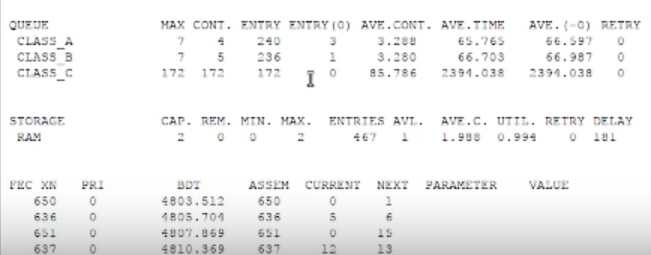 QUEUE MAX CONT. ENTRY ENTRY(0) AVE.CONT. AVE.TIME AVE.(-0) RETRY
CLASS_A 7 4 240 3 3.288 65.765 66.597 0
CLASS_B 7 5 236 1 3.280 66.703 66.987 0
CLASS_C 172 172 172 0 85.786 2394.038 2394.038 0
STORAGE CAP. REM. MIN. MAX. ENTRIES AVL. AVE.C. UTIL. RETRY DELAY
RAM 2 0 0 2 467 1 1.988 0.994 0 181
FEC XN PRI BDT ASSEM CURRENT NEXT PARAMETER VALUE
650 0 4803.512 650 0 1
636 0 4805.704 636 5 6
651 0 4807.869 651 0 15
637 0 4810.369 637 12 13